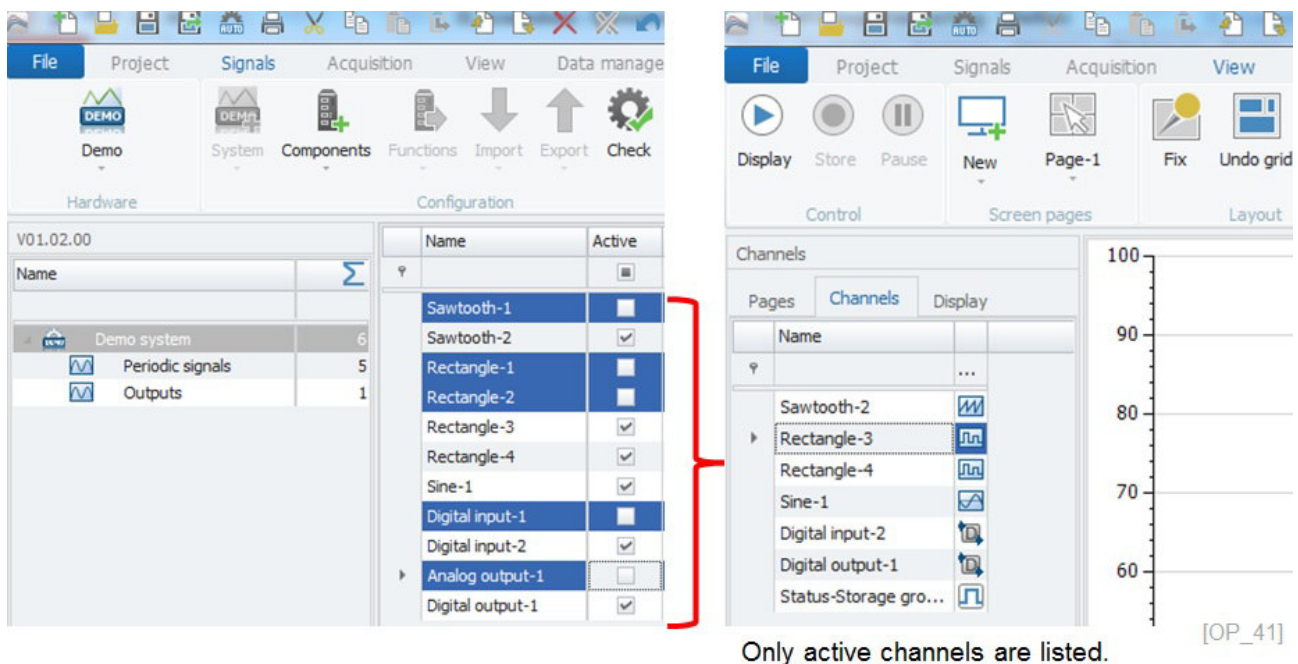 AUTO
AUTO
File Project Signals Acquisition View Data manage
DEMO
DEMO
Demo System Components Functions Import Export Check
Hardware Configuration
V01.02.00
Name Σ
Demo system 6
Periodic signals 5
Outputs 1
Name Active
Sawtooth-1
Sawtooth-2
Rectangle-1
Rectangle-2
Rectangle-3
Rectangle-4
Sine-1
Digital input-1
Digital input-2
Analog output-1
Digital output-1
File Project Signals Acquisition View
Display Store Pause New Page-1 Fix Undo grid
Control Screen pages Layout
Channels
Pages Channels Display
Name
...
Sawtooth-2
Rectangle-3
Rectangle-4
Sine-1
Digital input-2
Digital output-1
Status-Storage gro...
100
90
80
70
60
[OP_41]
Only active channels are listed.